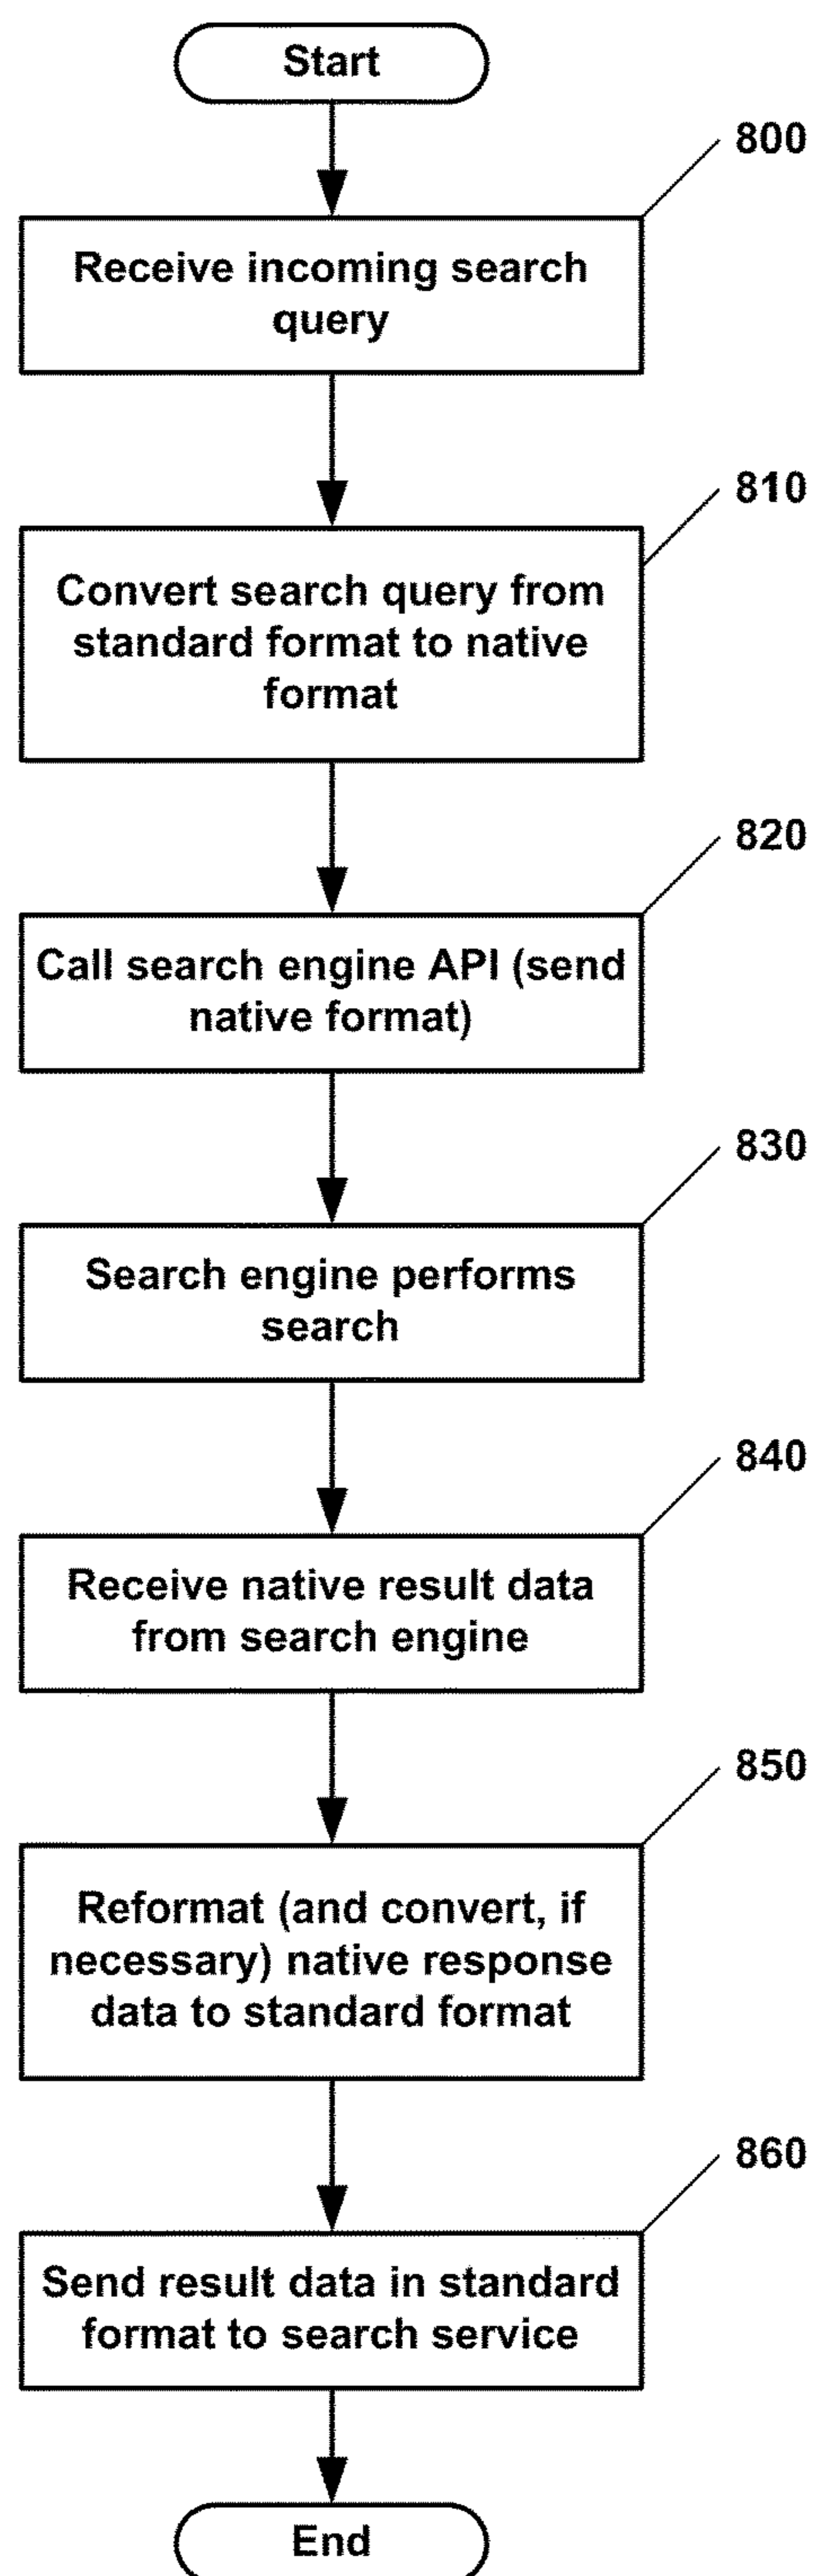 Start
800
Receive incoming search
query
810
Convert search query from
standard format to native
format
820
Call search engine API (send
native format)
830
Search engine performs
search
840
Receive native result data
from search engine
850
Reformat (and convert, if
necessary) native response
data to standard format
860
Send result data in standard
format to search service
End